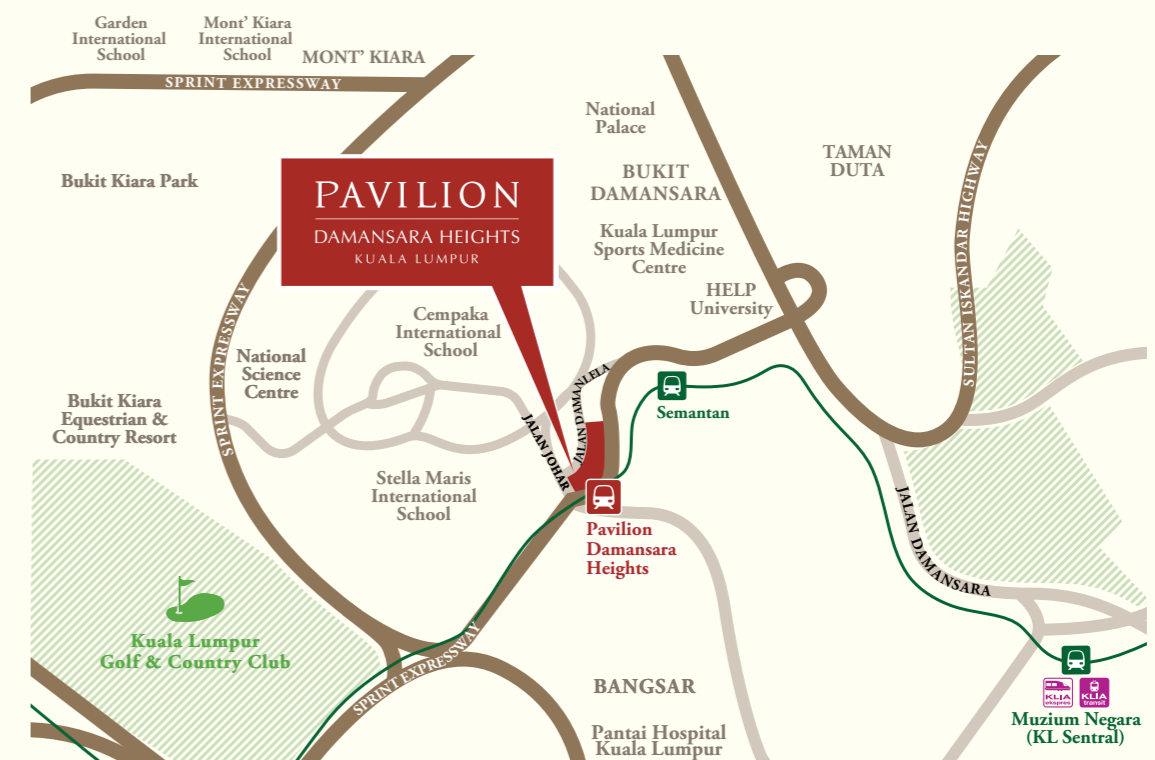 Garden
International
School
Mont' Kiara
International
School
MONT' KIARA
SPRINT EXPRESSWAY
National
Palace
TAMAN
DUTA
Bukit Kiara Park
BUKIT
DAMANSARA
PAVILION
DAMANSARA HEIGHTS
KUALA LUMPUR
Kuala Lumpur
Sports Medicine
Centre
SULTAN ISKANDAR HIGHWAY
HELP
University
SPRINT EXPRESSWAY
Cempaka
International
School
National
Science
Centre
JALAN DAMANLELA
Semantan
Bukit Kiara
Equestrian &
Country Resort
JALAN JOHAR
Stella Maris
International
School
Pavilion
Damansara
Heights
JALAN DAMANSARA
Kuala Lumpur
Golf & Country Club
SPRINT EXPRESSWAY
BANGSAR
KLIA
ekspres
KLIA
transit
Muzium Negara
(KL Sentral)
Pantai Hospital
Kuala Lumpur